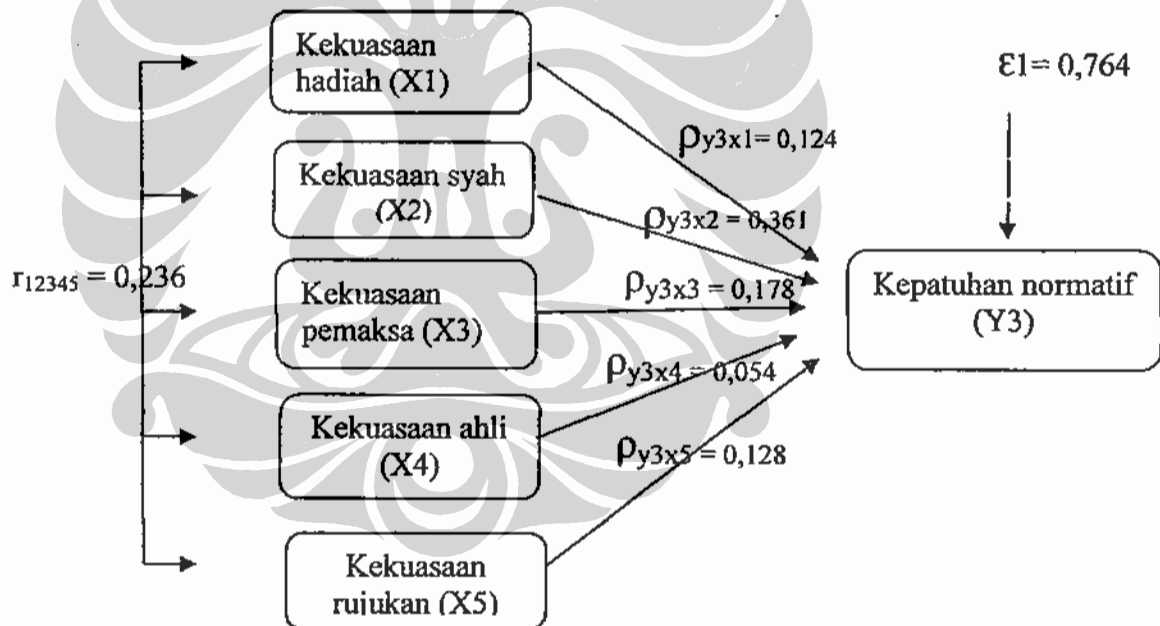 Kekuasaan
hadiah (X1)
Ɛ1= 0,764
ρy3x1= 0,124
Kekuasaan syah
(X2)
ρy3x2 = 0,361
r12345 = 0,236
Kekuasaan
pemaksa (X3)
ρy3x3 = 0,178
Kepatuhan normatif
(Y3)
ρy3x4 = 0,054
Kekuasaan ahli
(X4)
ρy3x5 = 0,128
Kekuasaan
rujukan (X5)